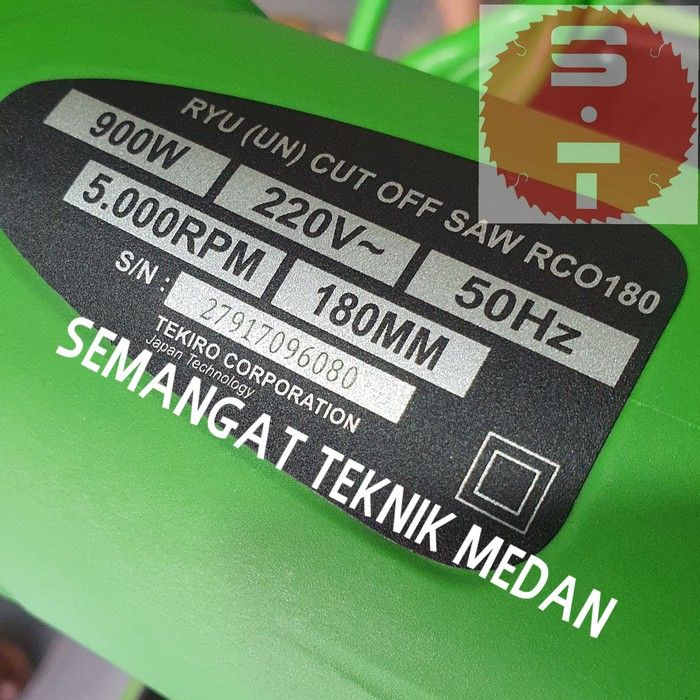 S.T
RYU (UN) CUT OFF SAW RCO180
900W 220V~ 50Hz
5.000RPM 180MM
S/N : 27917096080
TEKIRO CORPORATION
Japan Technology
SEMANGAT TEKNIK MEDAN